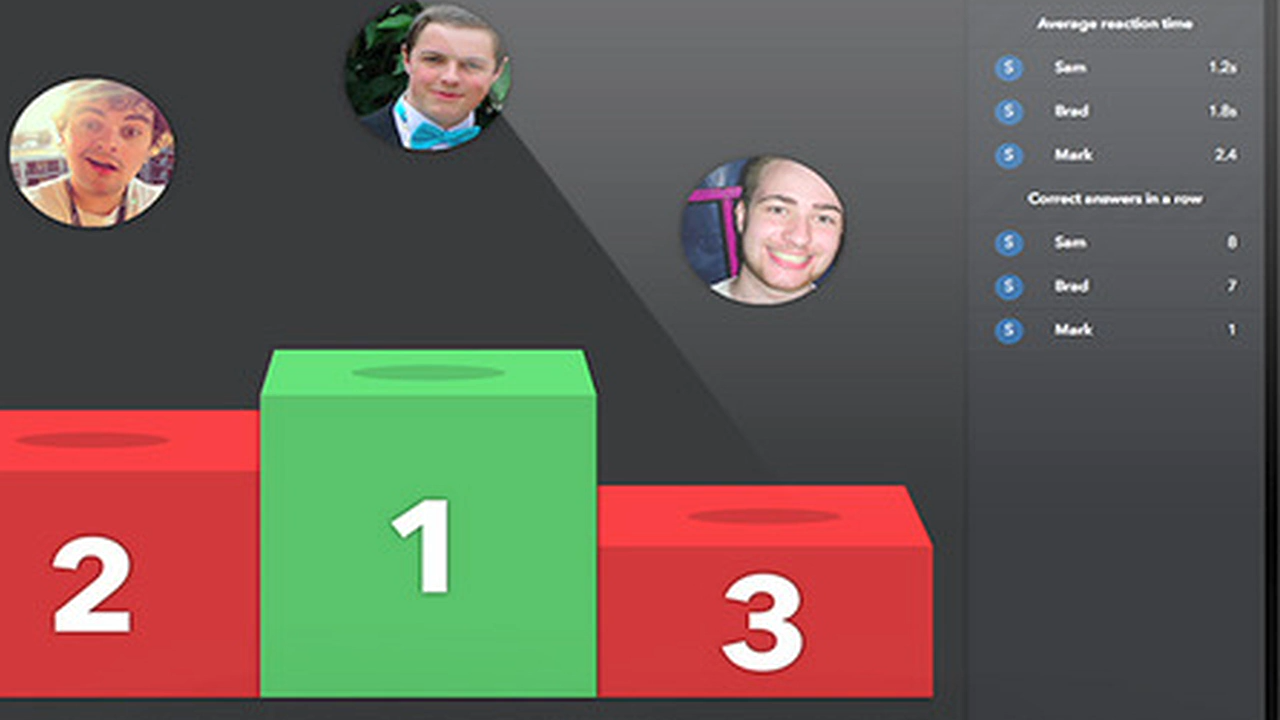 2
1
3
Average reaction time
S Sam 1.2s
S Brad 1.8s
S Mark 2.4
Correct answers in a row
S Sam 8
S Brad 7
S Mark 1